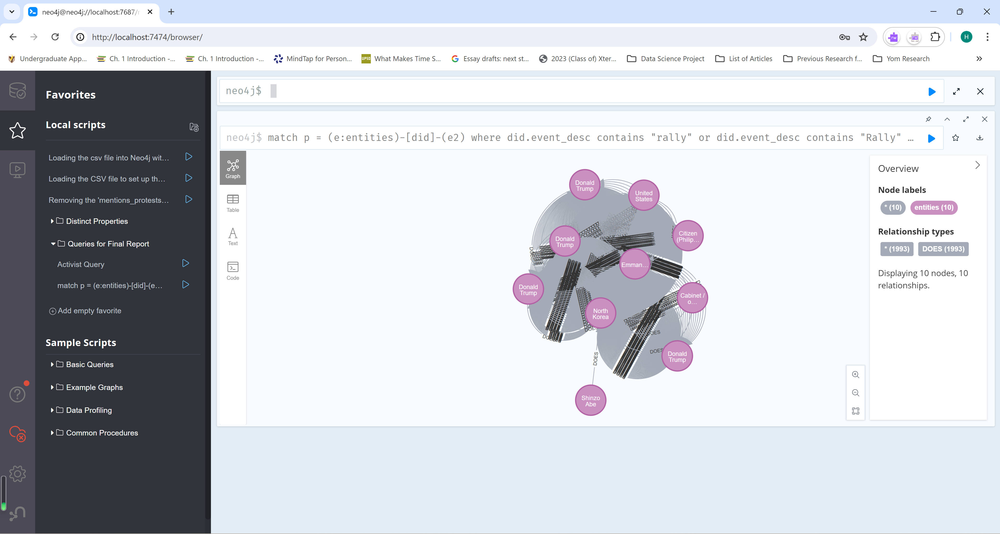 neo4j@neo4j://localhost:7687/
http://localhost:7474/browser/
rw
rw
H
Undergraduate App...
Ch. 1 Introduction -...
Ch. 1 Introduction -...
MindTap for Person...
What Makes Time S...
Essay drafts: next st...
2023 (Class of) Xter...
Data Science Project
List of Articles
Previous Research f...
Yom Research
Favorites
Local scripts
Loading the csv file into Neo4j wit...
Loading the CSV file to set up th...
Removing the 'mentions_protests...
Distinct Properties
Queries for Final Report
Activist Query
match p = (e:entities)-[did]-(e...
Add empty favorite
Sample Scripts
Basic Queries
Example Graphs
Data Profiling
Common Procedures
neo4j$
neo4j$ match p = (e:entities)-[did]-(e2) where did.event_desc contains "rally" or did.event_desc contains "Rally" …
Graph
Table
Text
Code
Donald
Trump
United
States
Citizen
(Philip...
Donald
Trump
Emman...
Donald
Trump
Cabinet /
o...
North
Korea
DOES
DOES
DOES
DOES
DOES
Donald
Trump
Shinzo
Abe
Overview
Node labels
* (10)
entities (10)
Relationship types
* (1993)
DOES (1993)
Displaying 10 nodes, 10
relationships.